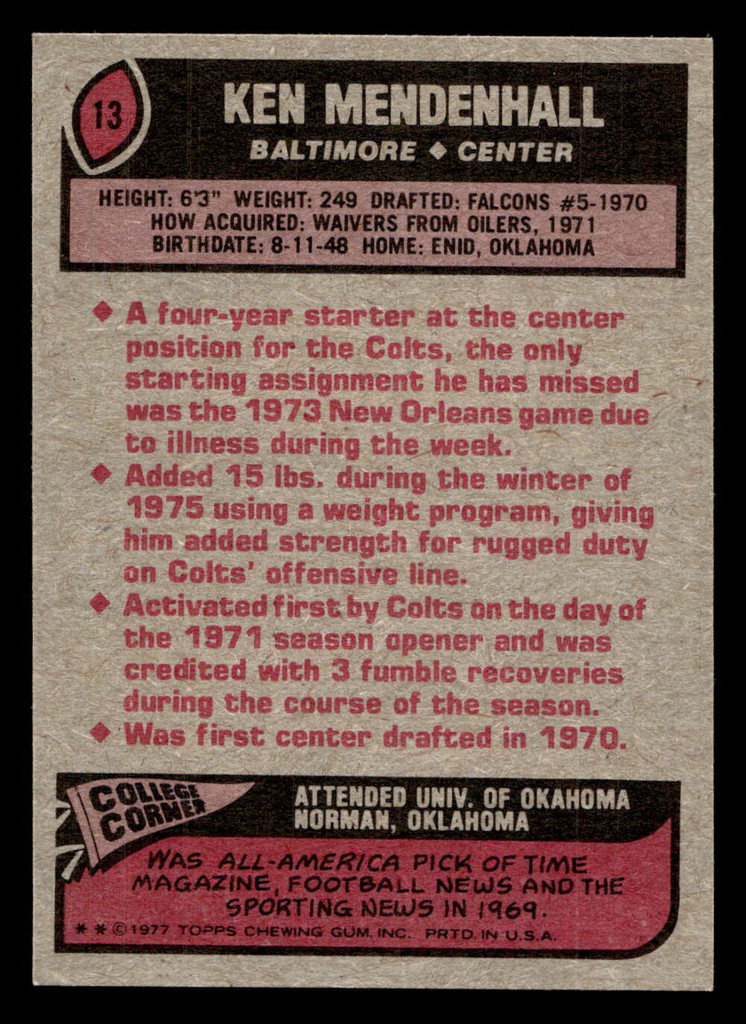 13
KEN MENDENHALL
BALTIMORE ♦ CENTER
HEIGHT: 6'3" WEIGHT: 249 DRAFTED: FALCONS #5-1970
HOW ACQUIRED: WAIVERS FROM OILERS, 1971
BIRTHDATE: 8-11-48 HOME: ENID, OKLAHOMA
♦ A four-year starter at the center
position for the Colts, the only
starting assignment he has missed
was the 1973 New Orleans game due
to illness during the week.
♦ Added 15 lbs. during the winter of
1975 using a weight program, giving
him added strength for rugged duty
on Colts' offensive line.
♦ Activated first by Colts on the day of
the 1971 season opener and was
credited with 3 fumble recoveries
during the course of the season.
♦ Was first center drafted in 1970.
COLLEGE
CORNER
ATTENDED UNIV. OF OKAHOMA
NORMAN, OKLAHOMA
WAS ALL-AMERICA PICK OF TIME
MAGAZINE, FOOTBALL NEWS AND THE
SPORTING NEWS IN 1969.
* * © 1977 TOPPS CHEWING GUM, INC. PRTD. IN U.S.A.